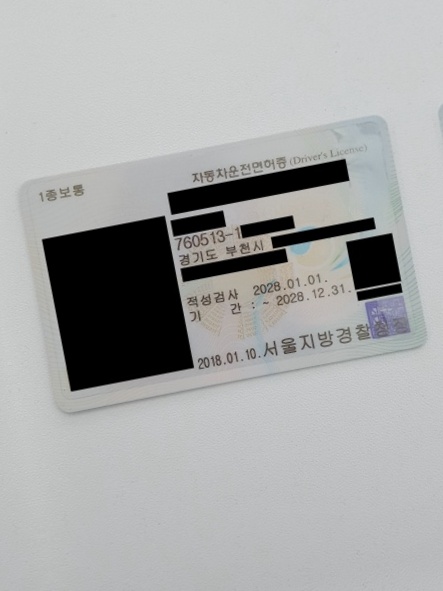 1종보통
자동차운전면허증 (Driver's License)
760513-1
경기도 부천시
적성검사 2028.01.01.
기 간 : ~ 2028.12.31.
2018.01.10. 서울지방경찰청장